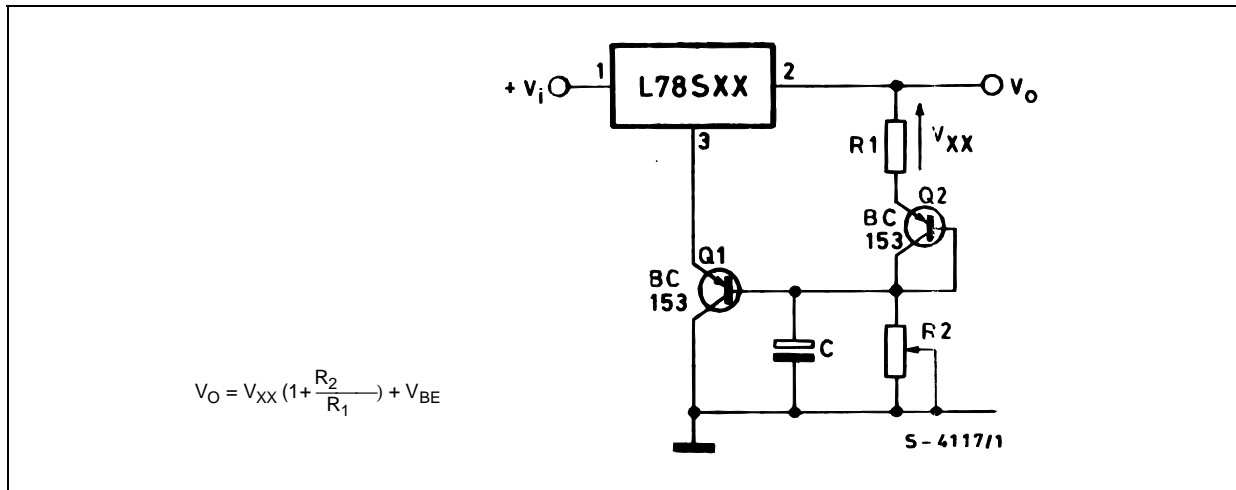 L78SXX
1
2
3
+ Vi
Vo
R1
VXX
Q2
BC
153
Q1
BC
153
C
R2
VO = VXX (1+ R2 / R1) + VBE
S-4117/1